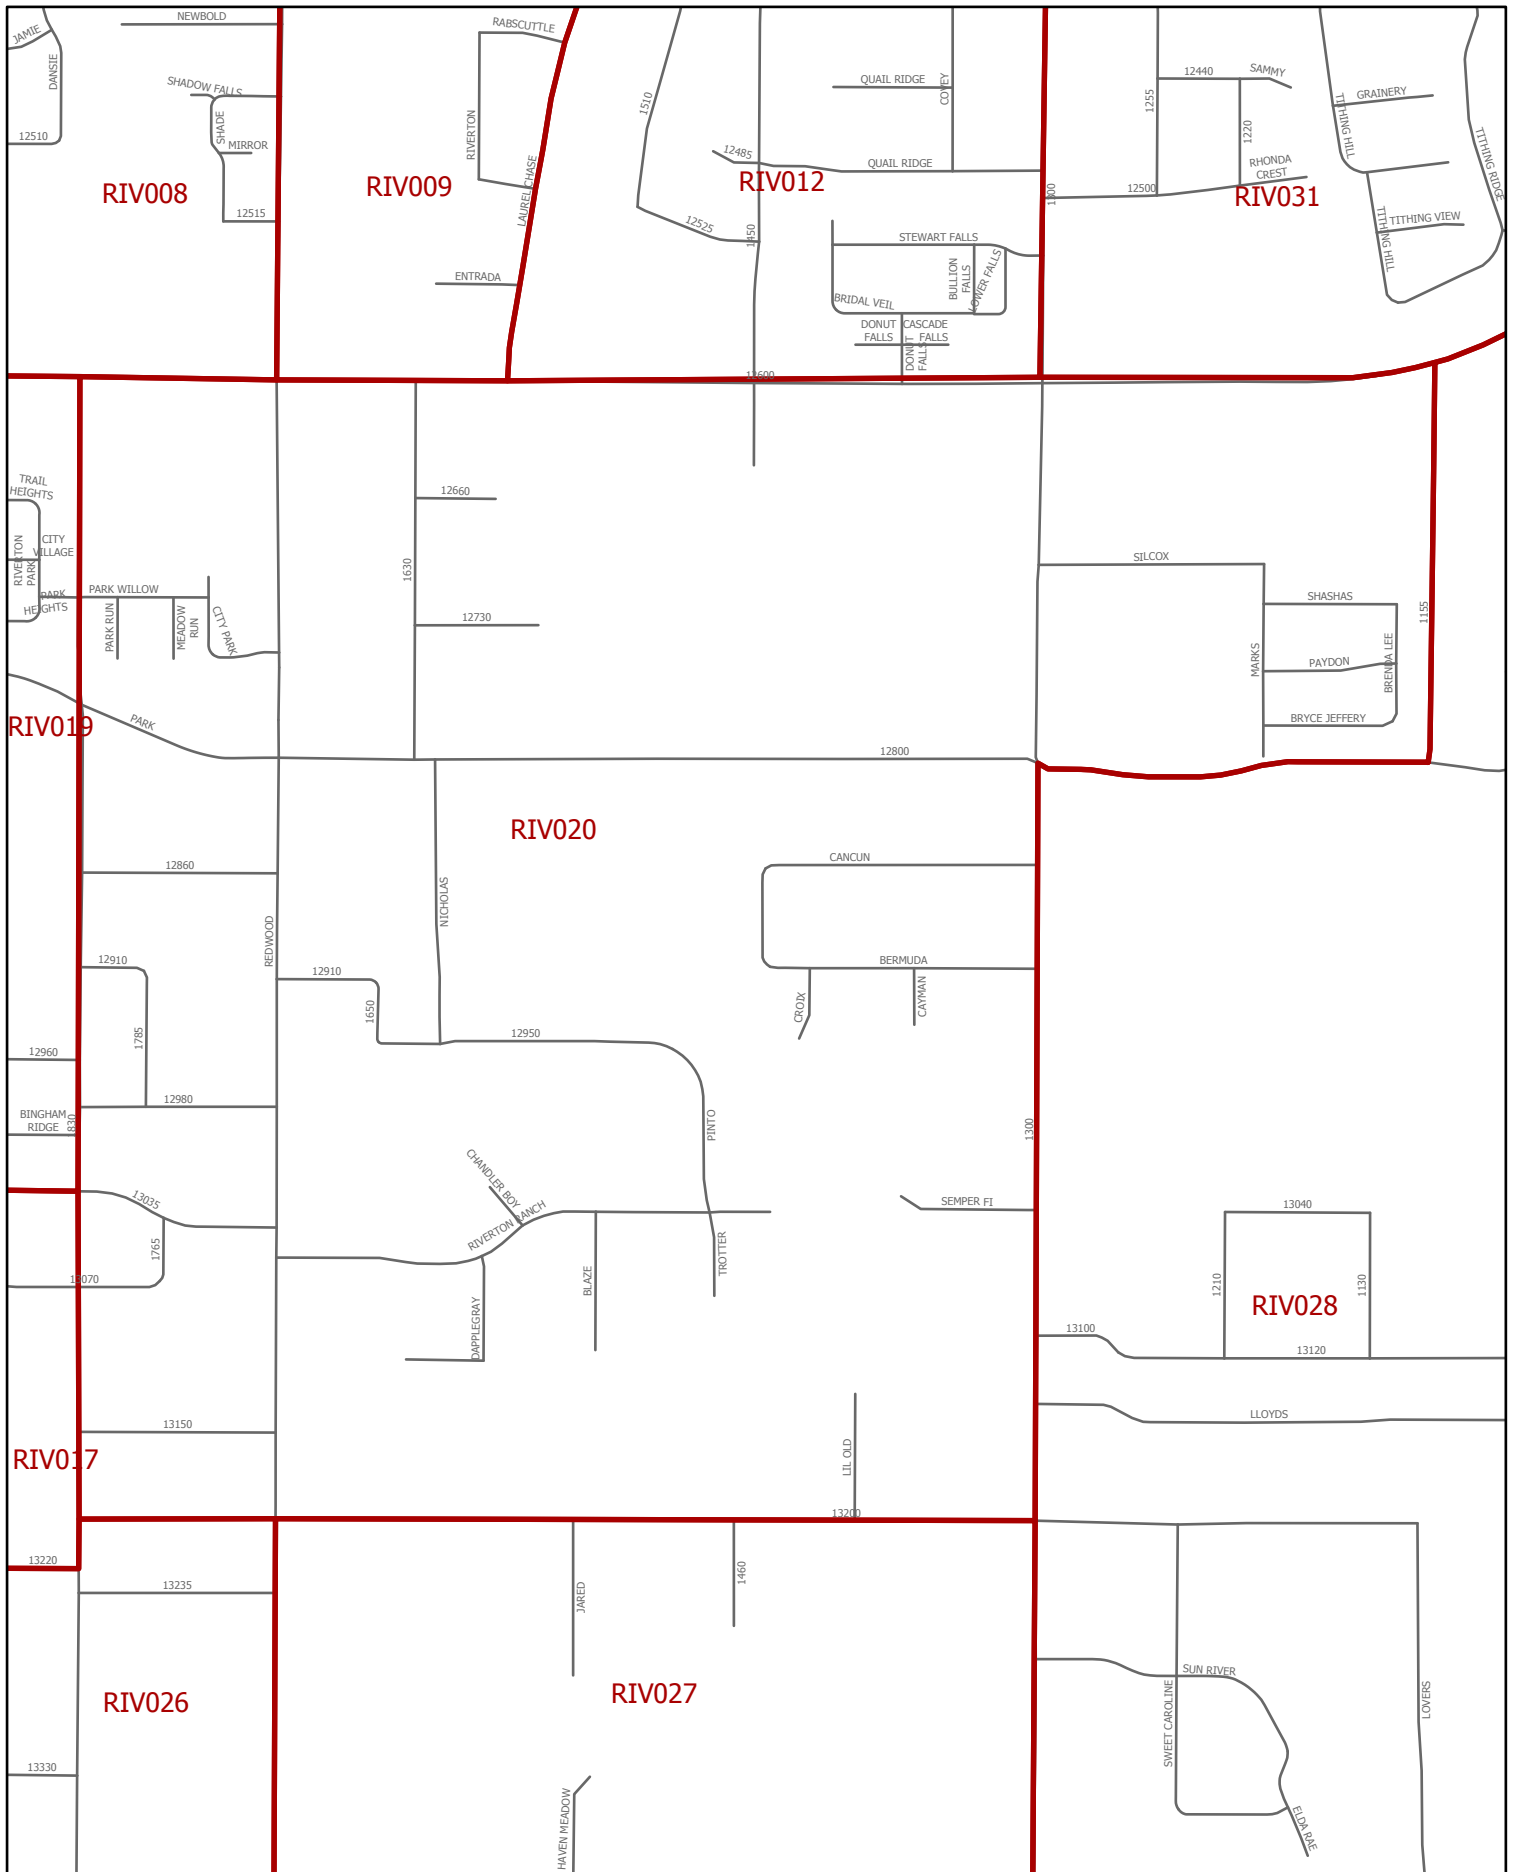 NEWBOLD
RABSCUTTLE
JAMIE
DANSIE
SHADOW FALLS
12510
SHADE
MIRROR
RIVERTON
LAUREL CHASE
1510
QUAIL RIDGE
COVEY
12485
QUAIL RIDGE
12440
SAMMY
1255
1220
GRAINERY
TITHING HILL
TITHING RIDGE
RHONDA
CREST
12500
1300
RIV008
RIV009
RIV012
RIV031
12515
12525
1450
TITHING VIEW
TITHING HILL
STEWART FALLS
BULLION
FALLS
LOWER FALLS
ENTRADA
BRIDAL VEIL
DONUT
FALLS
CASCADE
FALLS
DONUT
FALLS
12600
TRAIL
HEIGHTS
12660
CITY
VILLAGE
RIVERTON
PARK
1630
SILCOX
PARK
HEIGHTS
PARK WILLOW
PARK RUN
MEADOW
RUN
CITY PARK
12730
SHASHAS
1155
MARKS
PAYDON
BRENDA LEE
BRYCE JEFFERY
RIV019
PARK
12800
RIV020
12860
CANCUN
NICHOLAS
REDWOOD
12910
12910
BERMUDA
1650
CROIX
CAYMAN
1785
12950
12960
12980
BINGHAM
RIDGE
830
PINTO
1300
CHANDLER BOY
13035
RIVERTON RANCH
SEMPER FI
13040
1765
TROTTER
13070
BLAZE
1210
1130
RIV028
DAPPLEGRAY
13100
13120
13150
LLOYDS
RIV017
LIL OLD
13200
13220
13235
JARED
1460
RIV026
RIV027
SUN RIVER
SWEET CAROLINE
LOVERS
13330
HAVEN MEADOW
ELDA RAE